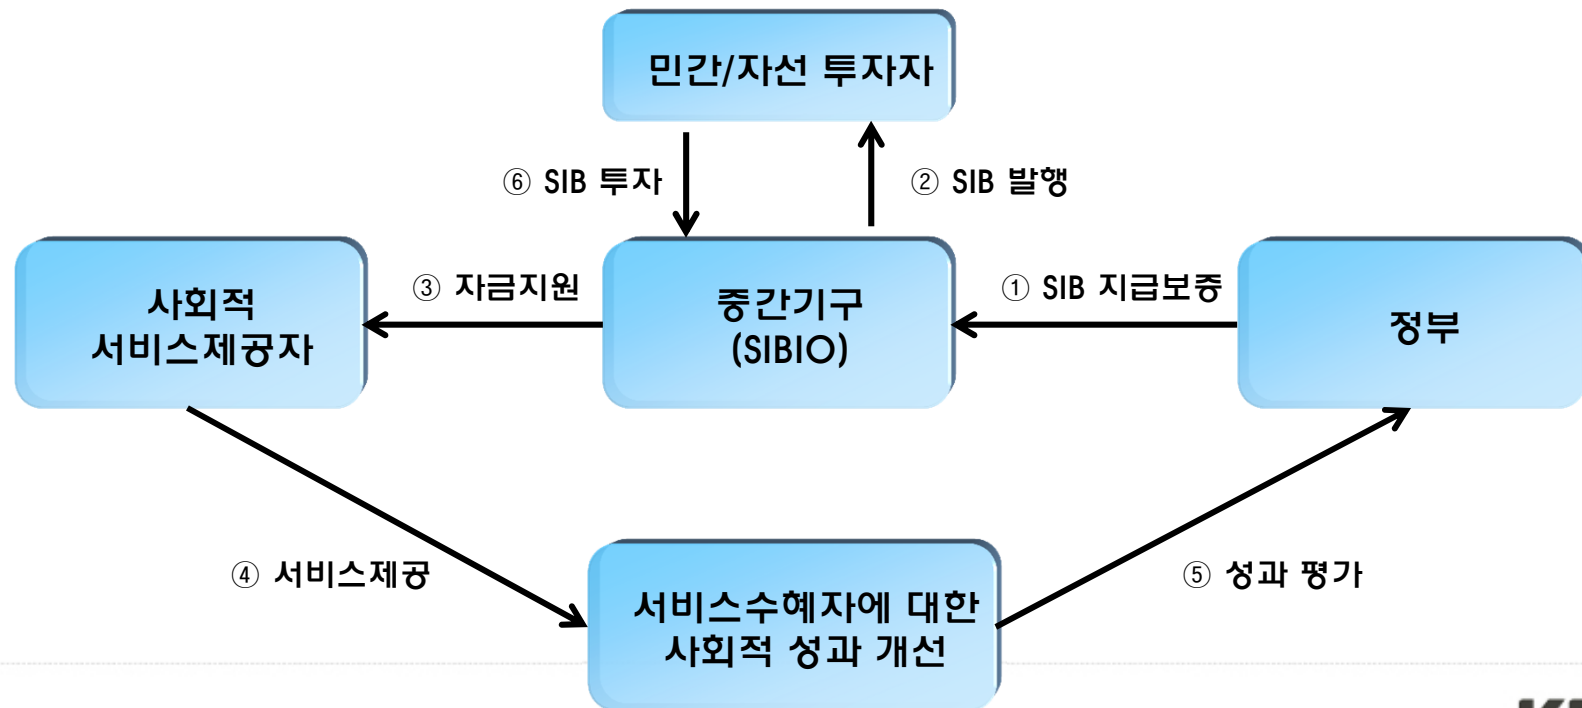 민간/자선 투자자
⑥ SIB 투자
② SIB 발행
사회적
서비스제공자
③ 자금지원
중간기구
(SIBIO)
① SIB 지급보증
정부
④ 서비스제공
⑤ 성과 평가
서비스수혜자에 대한
사회적 성과 개선